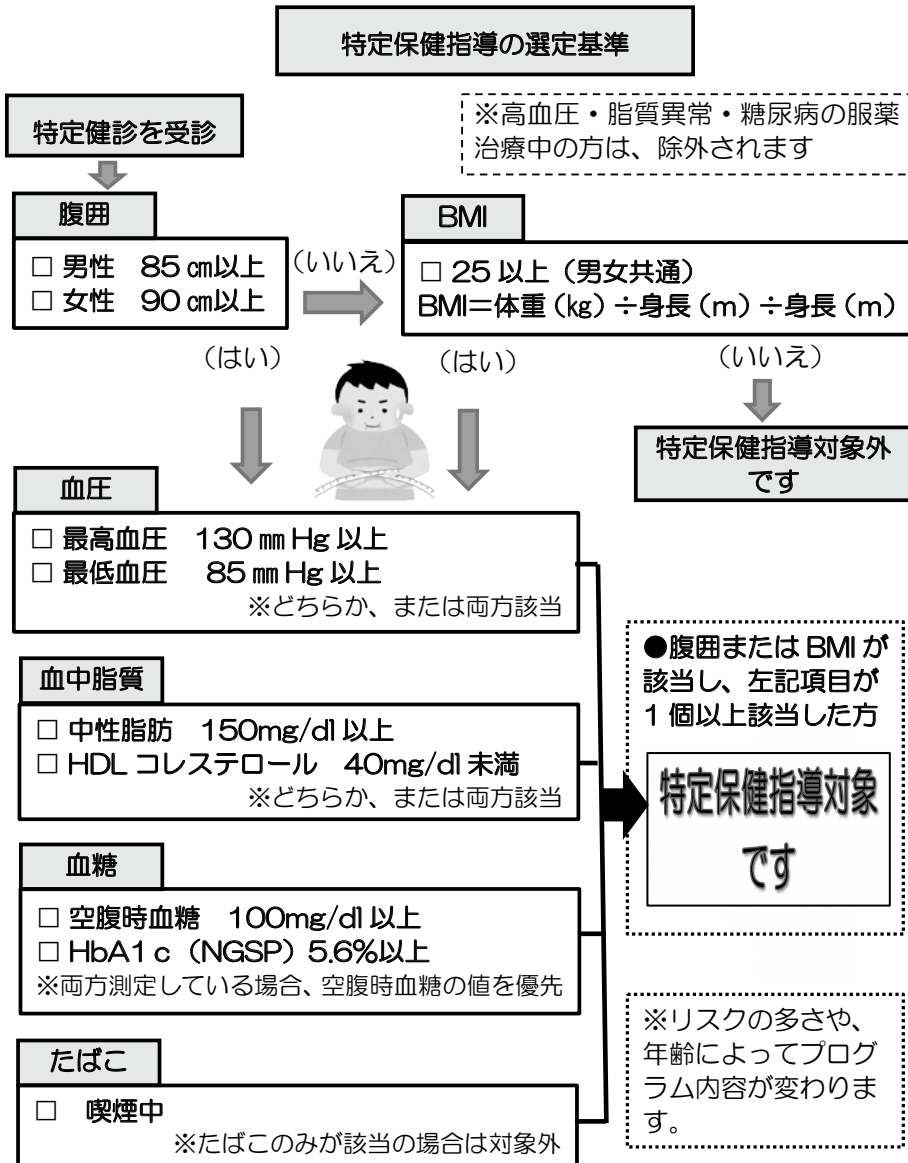 特定保健指導の選定基準
特定健診を受診
※高血圧・脂質異常・糖尿病の服薬
治療中の方は、除外されます
腹囲
□ 男性　85 ㎝以上
□ 女性　90 ㎝以上
（いいえ）
BMI
□ 25 以上（男女共通）
BMI＝体重（㎏）÷身長（m）÷身長（m）
（はい）
（はい）
（いいえ）
特定保健指導対象外
です
血圧
□ 最高血圧　130 ㎜ Hg 以上
□ 最低血圧　85 ㎜ Hg 以上
※どちらか、または両方該当
血中脂質
□ 中性脂肪　150mg/dl 以上
□ HDL コレステロール　40mg/dl 未満
※どちらか、または両方該当
血糖
□ 空腹時血糖　100mg/dl 以上
□ HbA1c（NGSP）5.6%以上
※両方測定している場合、空腹時血糖の値を優先
たばこ
□　喫煙中
※たばこのみが該当の場合は対象外
●腹囲または BMI が
該当し、左記項目が
1 個以上該当した方
特定保健指導対象
です
※リスクの多さや、
年齢によってプログ
ラム内容が変わりま
す。